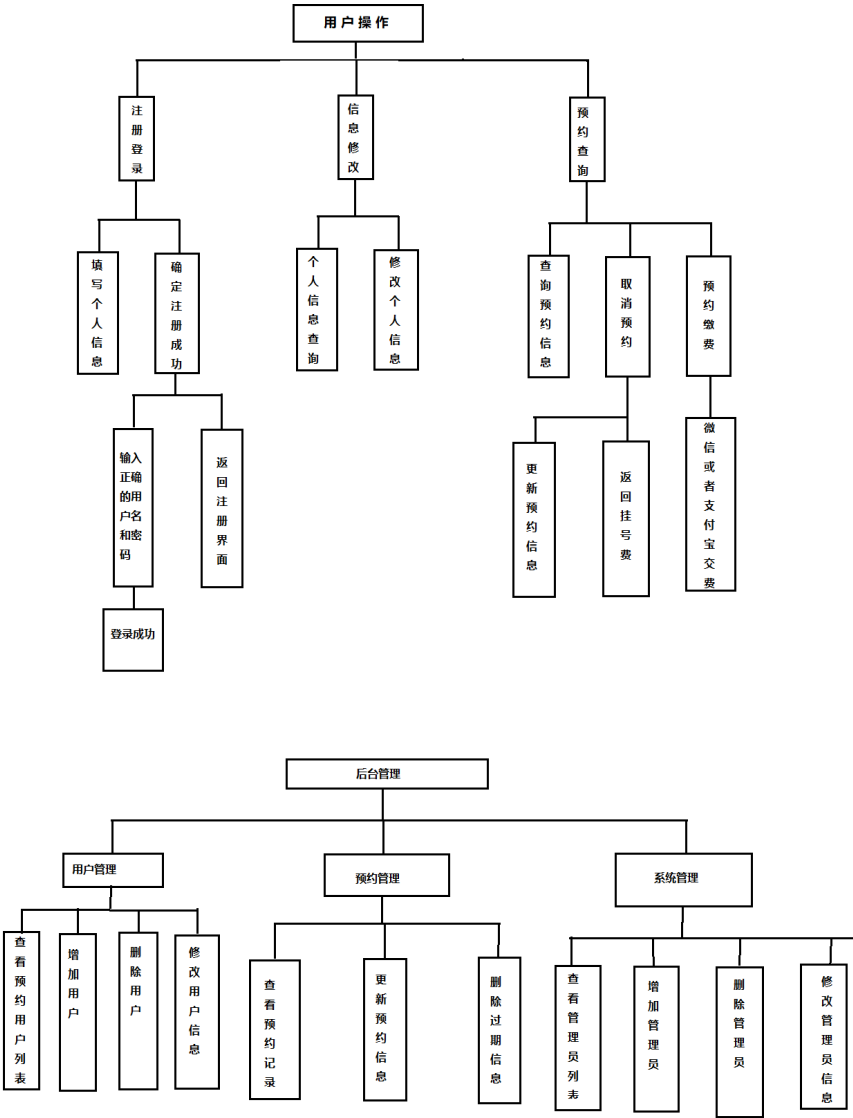 用户操作
注册登录
信息修改
预约查询
填写个人信息
确定注册成功
个人信息查询
修改个人信息
查询预约信息
取消预约
预约缴费
输入
正确
的用
户名
和密
码
返回注册界面
更新预约信息
返回挂号费
微信或者支付宝交费
登录成功
后台管理
用户管理
预约管理
系统管理
查看预约用户列表
增加用户
删除用户
修改用户信息
查看预约记录
更新预约信息
删除过期信息
查看管理员列表
增加管理员
删除管理员
修改管理员信息